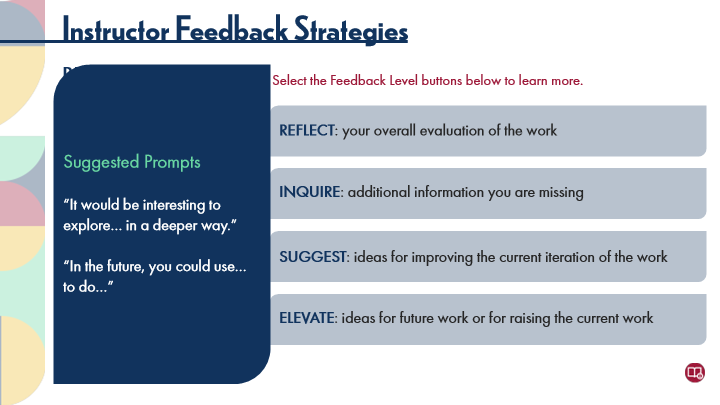 Instructor Feedback Strategies
Select the Feedback Level buttons below to learn more.
Suggested Prompts
“It would be interesting to
explore... in a deeper way.”
“In the future, you could use...
to do...”
REFLECT: your overall evaluation of the work
INQUIRE: additional information you are missing
SUGGEST: ideas for improving the current iteration of the work
ELEVATE: ideas for future work or for raising the current work